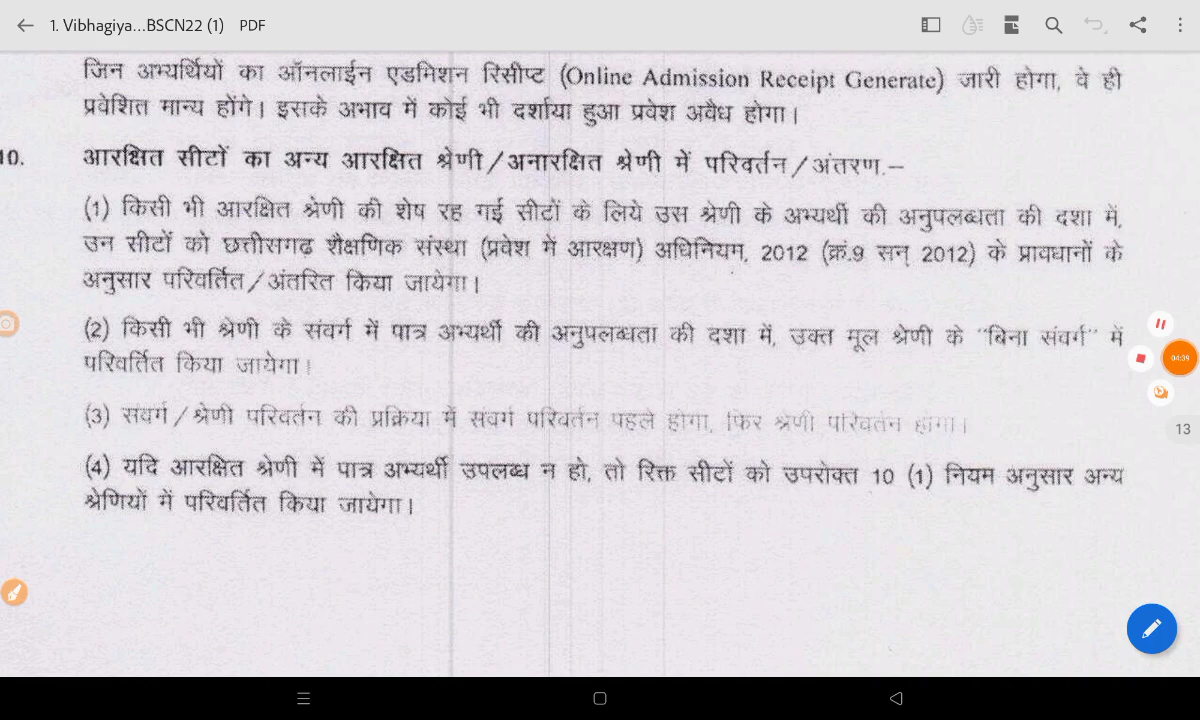 1. Vibhagiya...BSCN22 (1) PDF
जिन अभ्यर्थियों का ऑनलाईन एडमिशन रिसीप्ट (Online Admission Receipt Generate) जारी होगा, वे ही
प्रवेशित मान्य होंगे। इसके अभाव में कोई भी दर्शाया हुआ प्रवेश अवैध होगा।
10. आरक्षित सीटों का अन्य आरक्षित श्रेणी/अनारक्षित श्रेणी में परिवर्तन/अंतरण.–
(1) किसी भी आरक्षित श्रेणी की शेष रह गई सीटों के लिये उस श्रेणी के अभ्यर्थी की अनुपलब्धता की दशा में,
उन सीटों को छत्तीसगढ़ शैक्षणिक संस्था (प्रवेश में आरक्षण) अधिनियम, 2012 (क्रं.9 सन् 2012) के प्रावधानों के
अनुसार परिवर्तित/अंतरित किया जायेगा।
(2) किसी भी श्रेणी के संवर्ग में पात्र अभ्यर्थी की अनुपलब्धता की दशा में, उक्त मूल श्रेणी के "बिना संवर्ग" में
परिवर्तित किया जायेगा।
04:39
(3) संवर्ग/श्रेणी परिवर्तन की प्रक्रिया में संवर्ग परिवर्तन पहले होगा, फिर श्रेणी परिवर्तन होगा।
13
(4) यदि आरक्षित श्रेणी में पात्र अभ्यर्थी उपलब्ध न हो, तो रिक्त सीटों को उपरोक्त 10 (1) नियम अनुसार अन्य
श्रेणियों में परिवर्तित किया जायेगा।